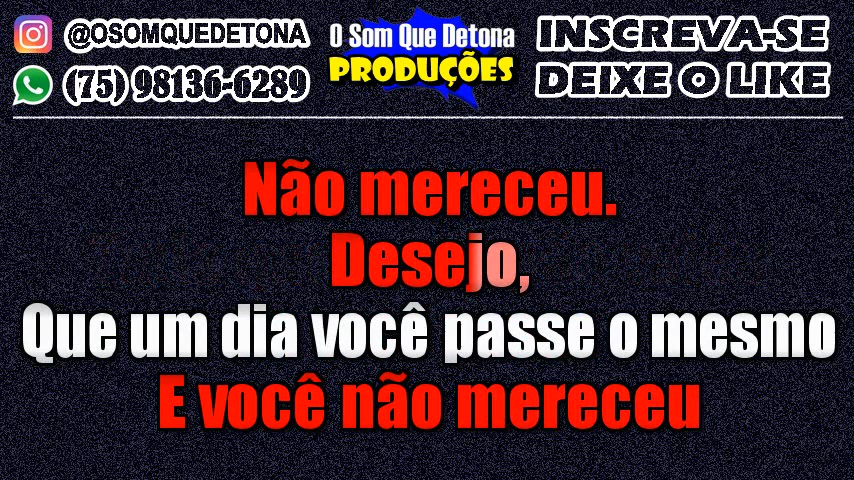 @OSOMQUEDETONA
(75) 98136-6289
O Som Que Detona
PRODUÇÕES
INSCREVA-SE
DEIXE O LIKE
Não mereceu.
Desejo,
Que um dia você passe o mesmo
E você não mereceu